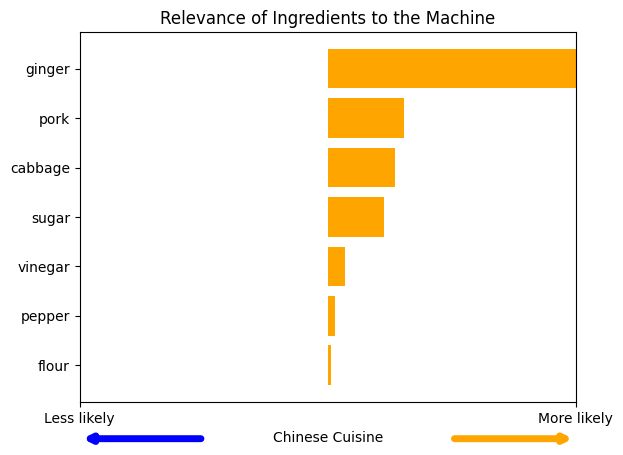 Relevance of Ingredients to the Machine
ginger
pork
cabbage
sugar
vinegar
pepper
flour
Less likely
More likely
Chinese Cuisine